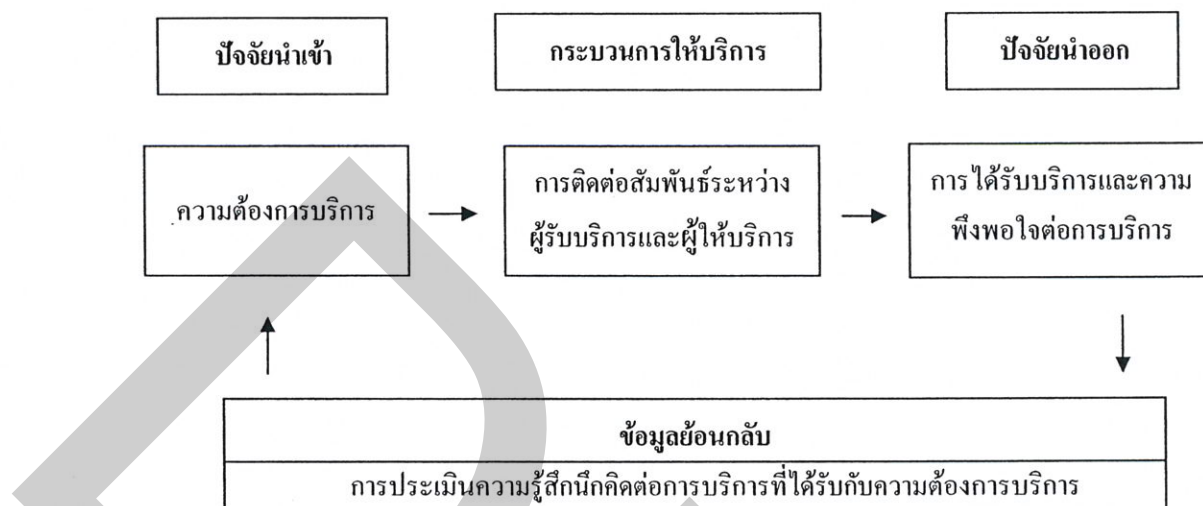 ปัจจัยนำเข้า
กระบวนการให้บริการ
ปัจจัยนำออก
ความต้องการบริการ
การติดต่อสัมพันธ์ระหว่าง
ผู้รับบริการและผู้ให้บริการ
การได้รับบริการและความ
พึงพอใจต่อการบริการ
ข้อมูลย้อนกลับ
การประเมินความรู้สึกนึกคิดต่อการบริการที่ได้รับกับความต้องการบริการ